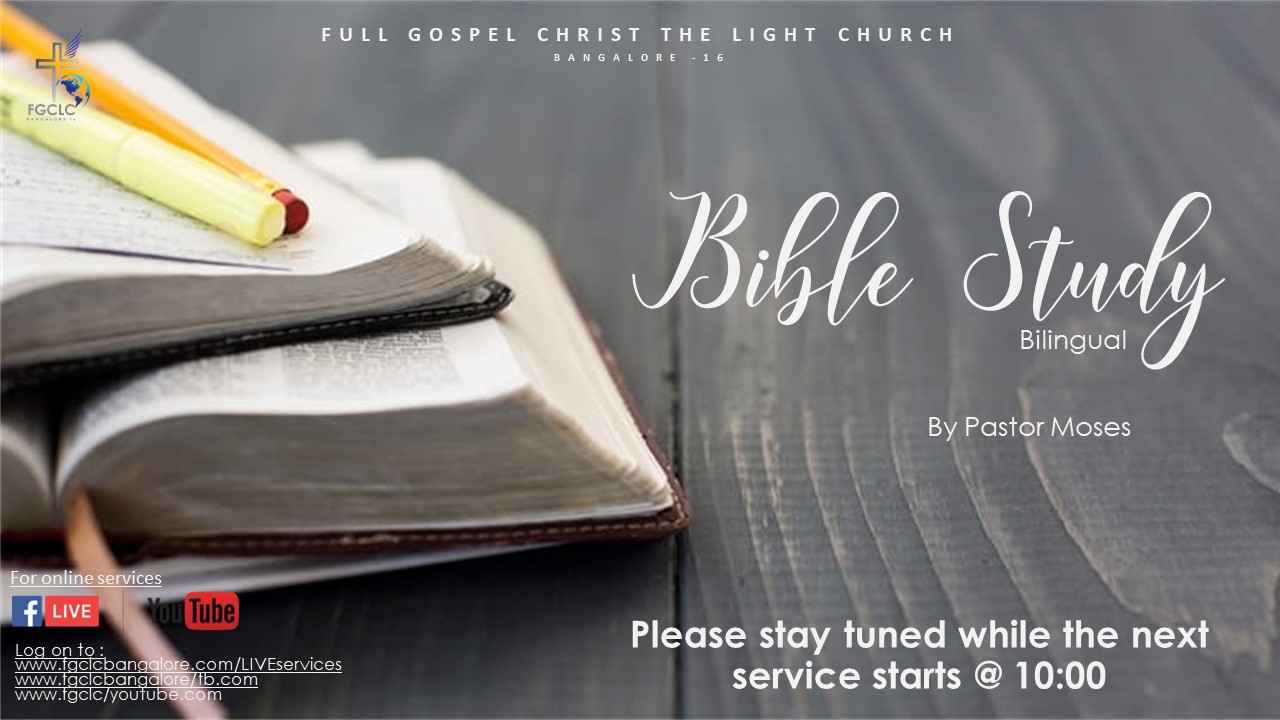 FULL GOSPEL CHRIST THE LIGHT CHURCH
BANGALORE -16
FGCLC
BANGALORE-16
Bible Study
Bilingual
By Pastor Moses
For online services
f LIVE
YouTube
Log on to :
www.fgclcbangalore.com/LIVEservices
www.fgclcbangalore/fb.com
www.fgclc/youtube.com
Please stay tuned while the next
service starts @ 10:00